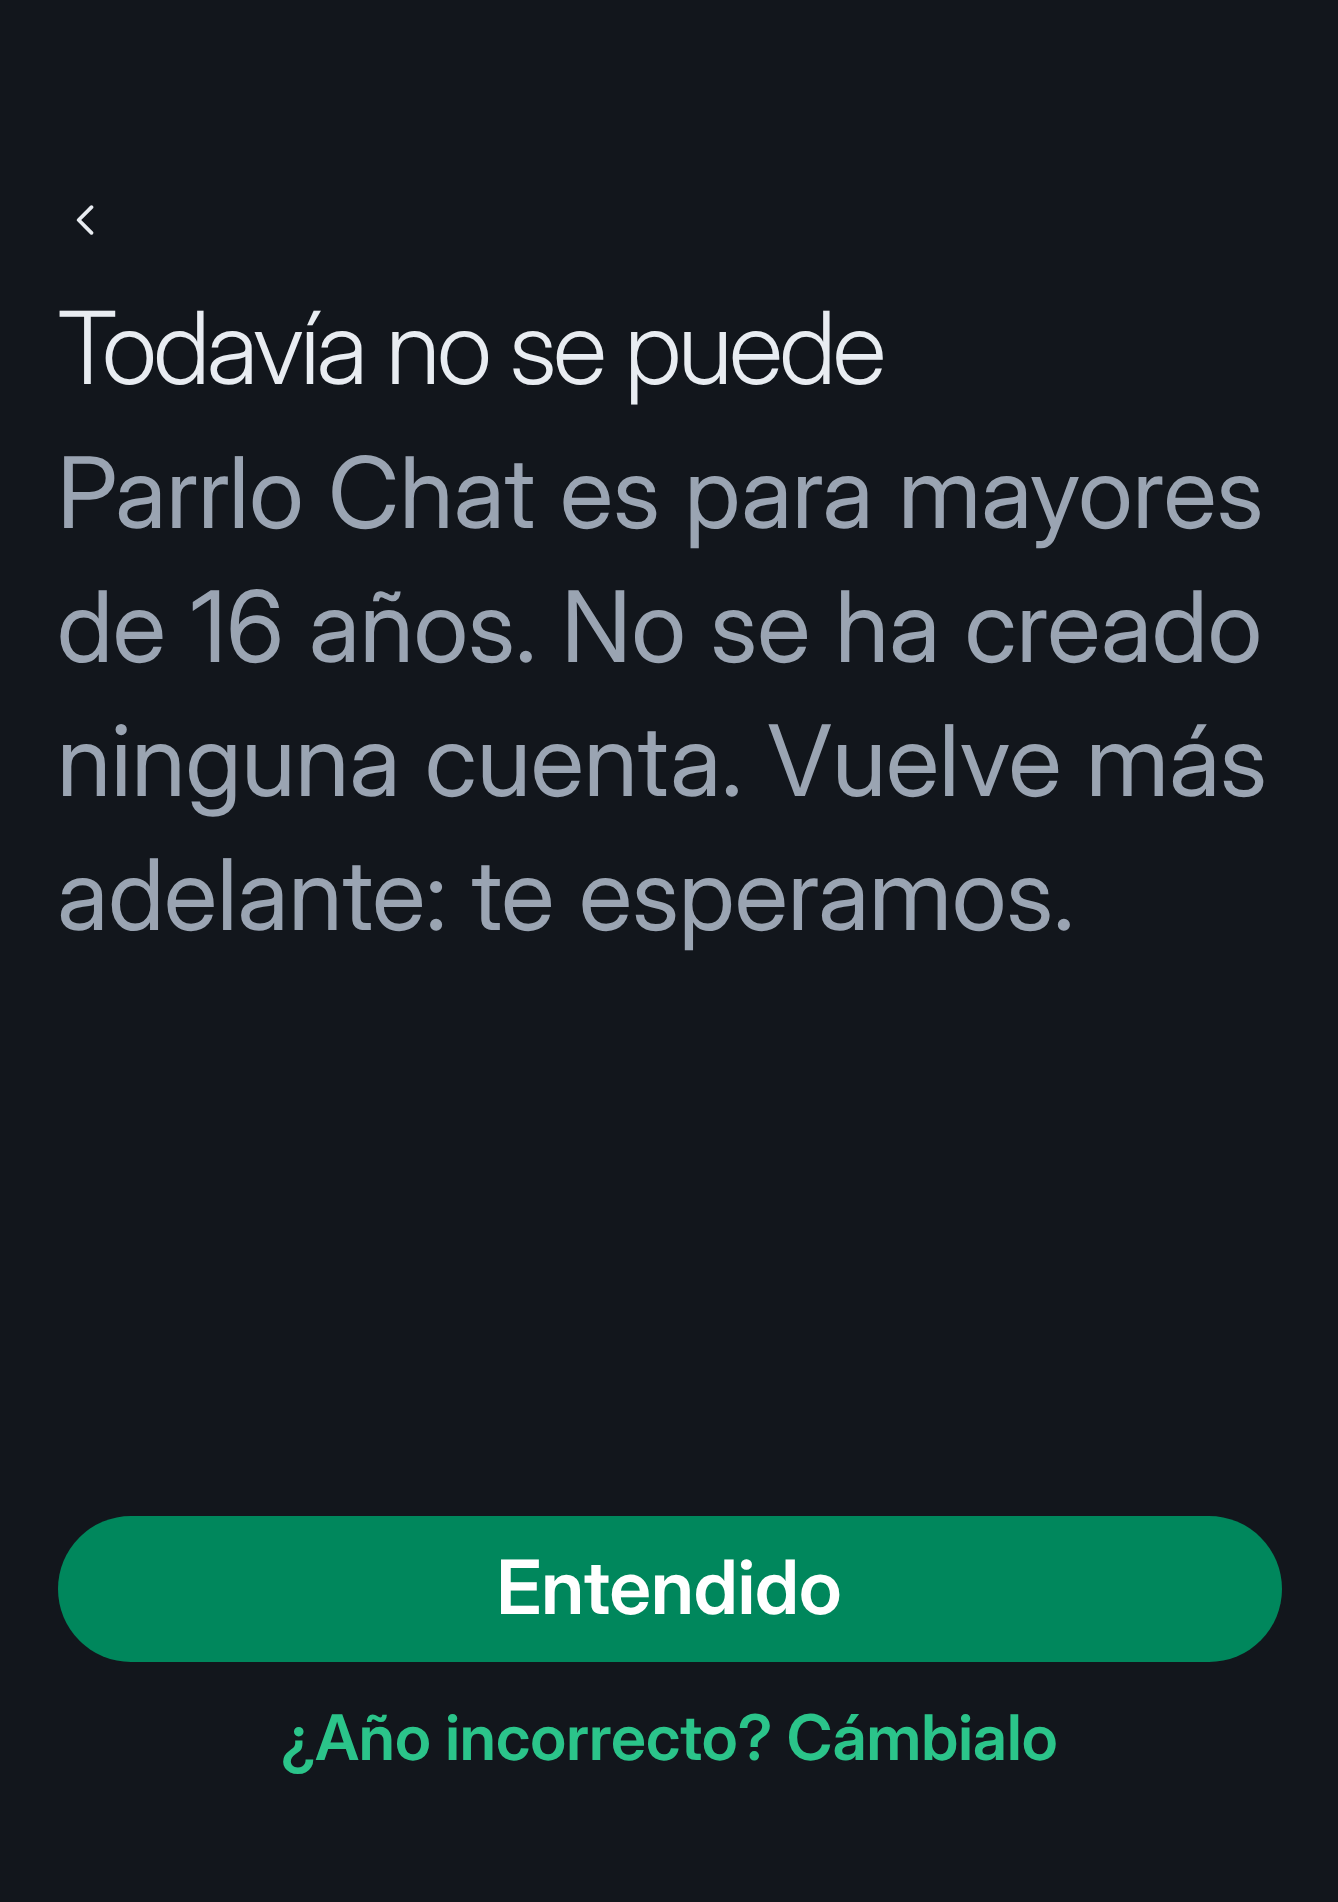 Todavía no se puede
Parrlo Chat es para mayores
de 16 años. No se ha creado
ninguna cuenta. Vuelve más
adelante: te esperamos.
Entendido
¿Año incorrecto? Cámbialo